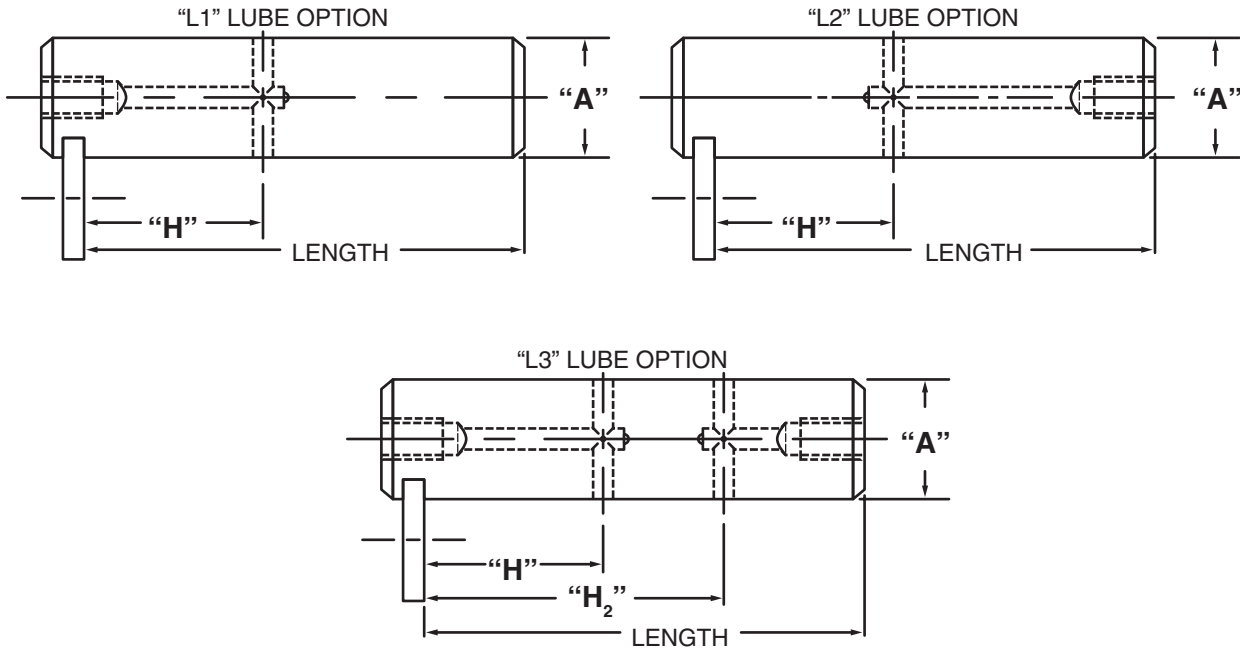 “L1” LUBE OPTION
“A”
“H”
LENGTH
“L2” LUBE OPTION
“A”
“H”
LENGTH
“L3” LUBE OPTION
“A”
“H₂”
“H”
LENGTH